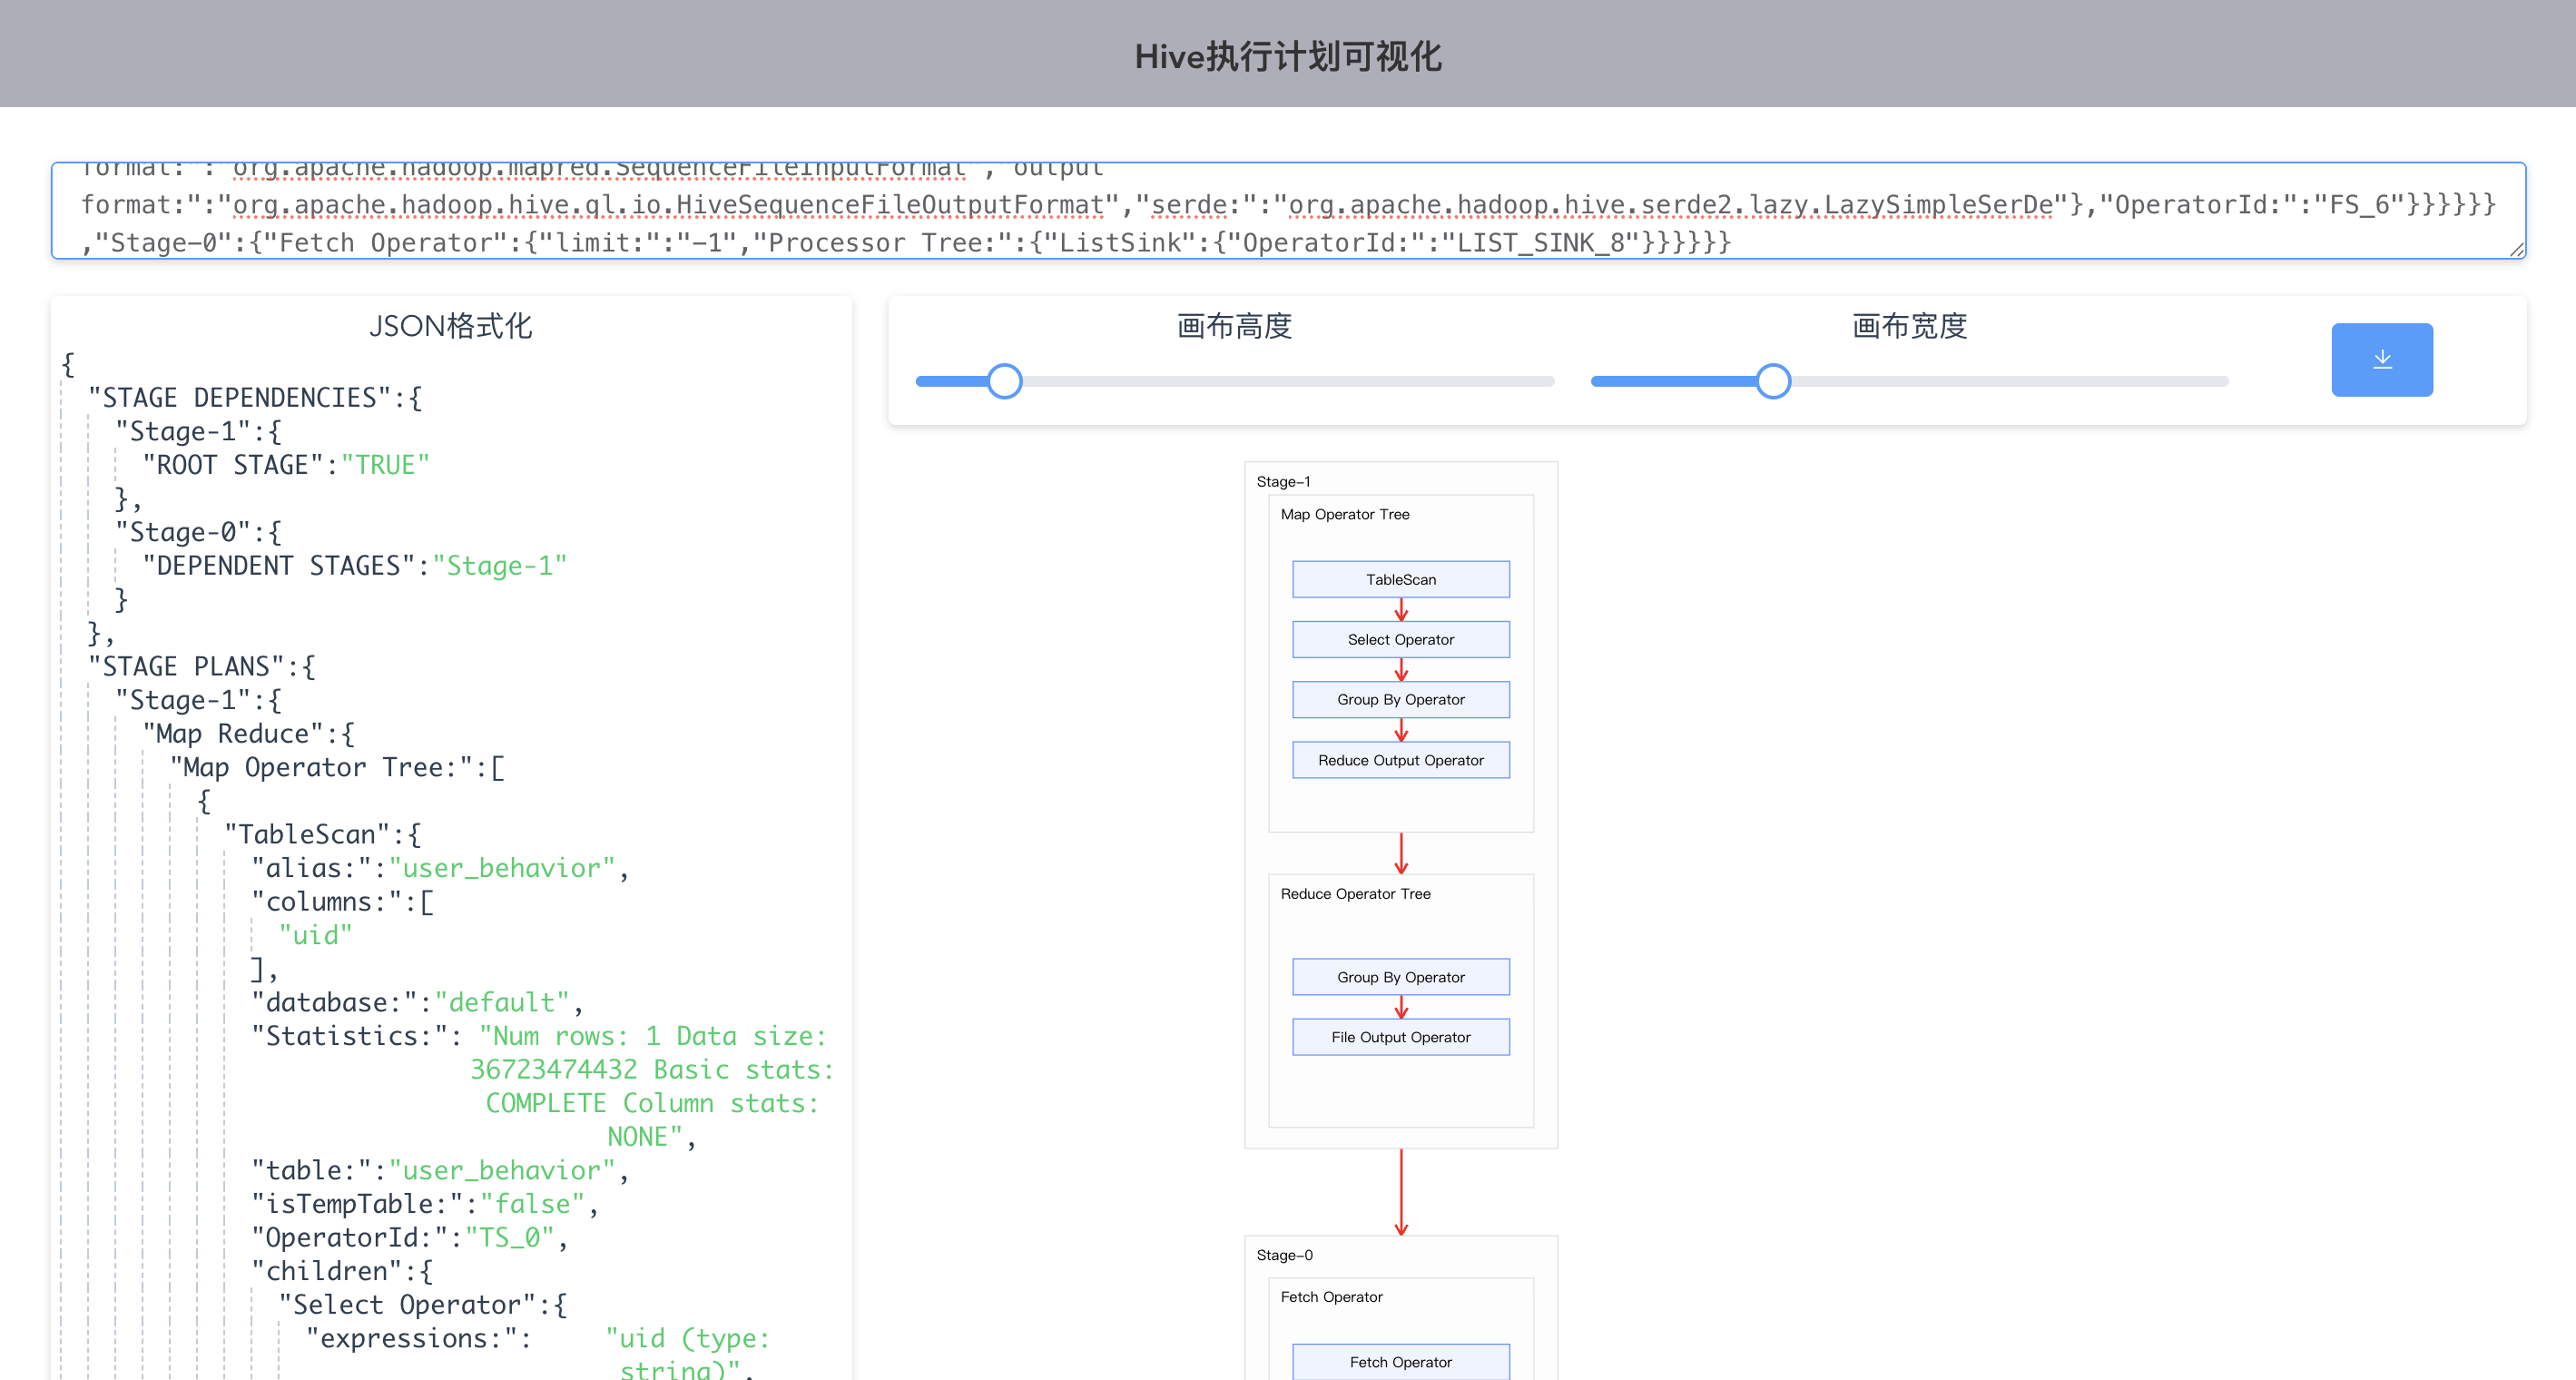 Hive执行计划可视化
format:":"org.apache.hadoop.mapred.SequenceFileInputFormat","output
format:":"org.apache.hadoop.hive.ql.io.HiveSequenceFileOutputFormat","serde:":"org.apache.hadoop.hive.serde2.lazy.LazySimpleSerDe"},"OperatorId:":"FS_6"}}}}}}
,"Stage-0":{"Fetch Operator":{"limit:":"-1","Processor Tree:":{"ListSink":{"OperatorId:":"LIST_SINK_8"}}}}}}
JSON格式化
{
"STAGE DEPENDENCIES":{
"Stage-1":{
"ROOT STAGE":"TRUE"
},
"Stage-0":{
"DEPENDENT STAGES":"Stage-1"
}
},
"STAGE PLANS":{
"Stage-1":{
"Map Reduce":{
"Map Operator Tree:":[
{
"TableScan":{
"alias:":"user_behavior",
"columns:":[
"uid"
],
"database:":"default",
"Statistics:": "Num rows: 1 Data size:
36723474432 Basic stats:
COMPLETE Column stats:
NONE",
"table:":"user_behavior",
"isTempTable:":"false",
"OperatorId:":"TS_0",
"children":{
"Select Operator":{
"expressions:": "uid (type:
string)",
画布高度
画布宽度
Stage-1
Map Operator Tree
TableScan
Select Operator
Group By Operator
Reduce Output Operator
Reduce Operator Tree
Group By Operator
File Output Operator
Stage-0
Fetch Operator
Fetch Operator